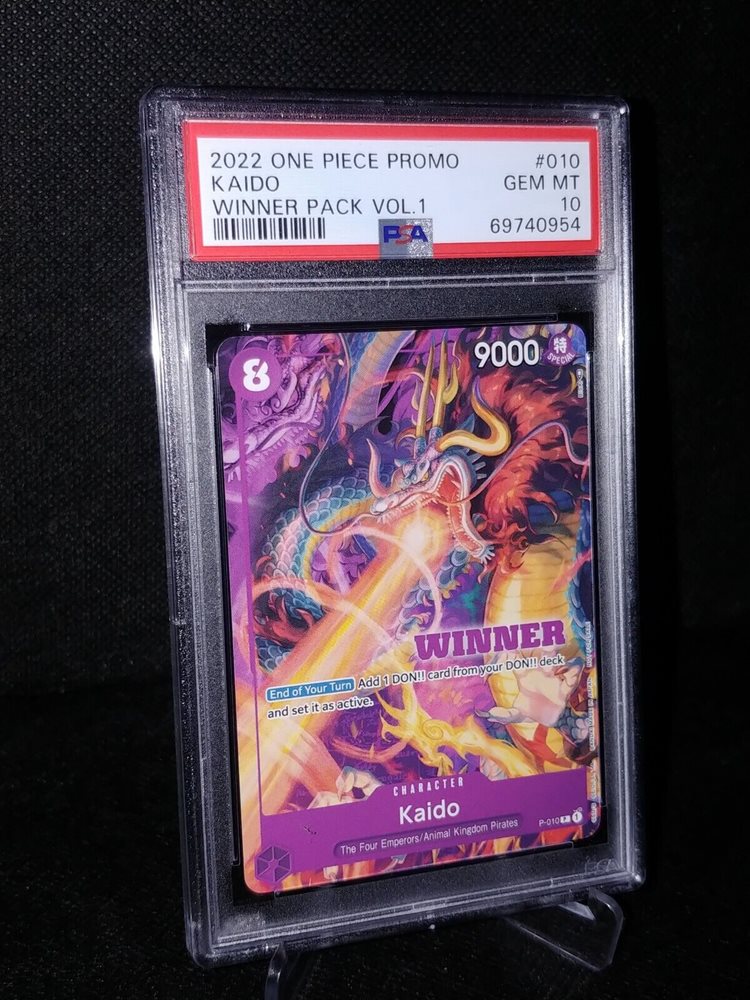 2022 ONE PIECE PROMO #010
KAIDO GEM MT
WINNER PACK VOL.1 10
PSA 69740954
8 9000 特
SPECIAL
WINNER
End of Your Turn Add 1 DON!! card from your DON!! deck
and set it as active.
CHARACTER
Kaido
P-010 P 1
The Four Emperors/Animal Kingdom Pirates